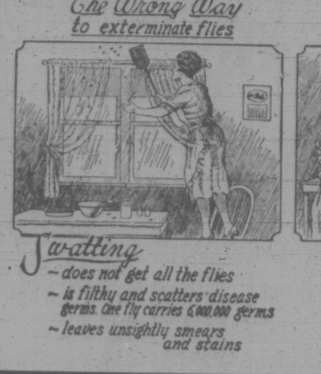 The Wrong Way
to exterminate flies
Swatting
~ does not get all the flies
~ is filthy and scatters disease
germs. One fly carries 6,000,000 germs
~ leaves unsightly smears
and stains